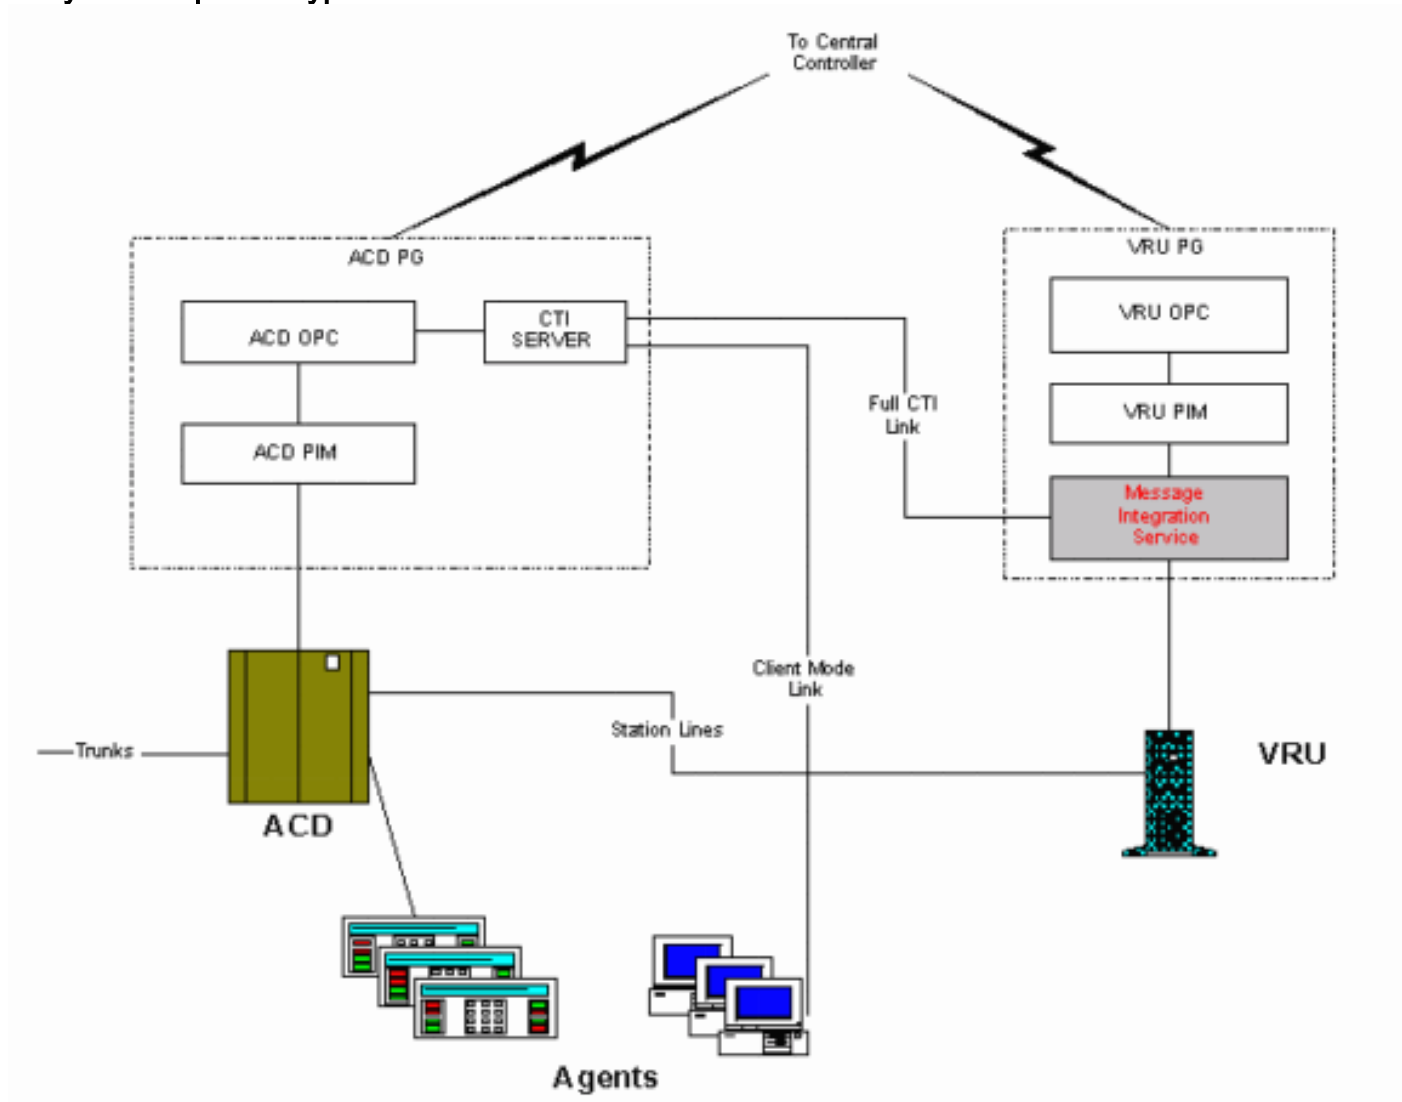 To Central
Controller
ACD PG
VRU PG
ACD OPC
CTI
SERVER
VRU OPC
ACD PIM
Full CTI
Link
VRU PIM
Message
Integration
Service
Client Mode
Link
Station Lines
Trunks
VRU
ACD
Agents